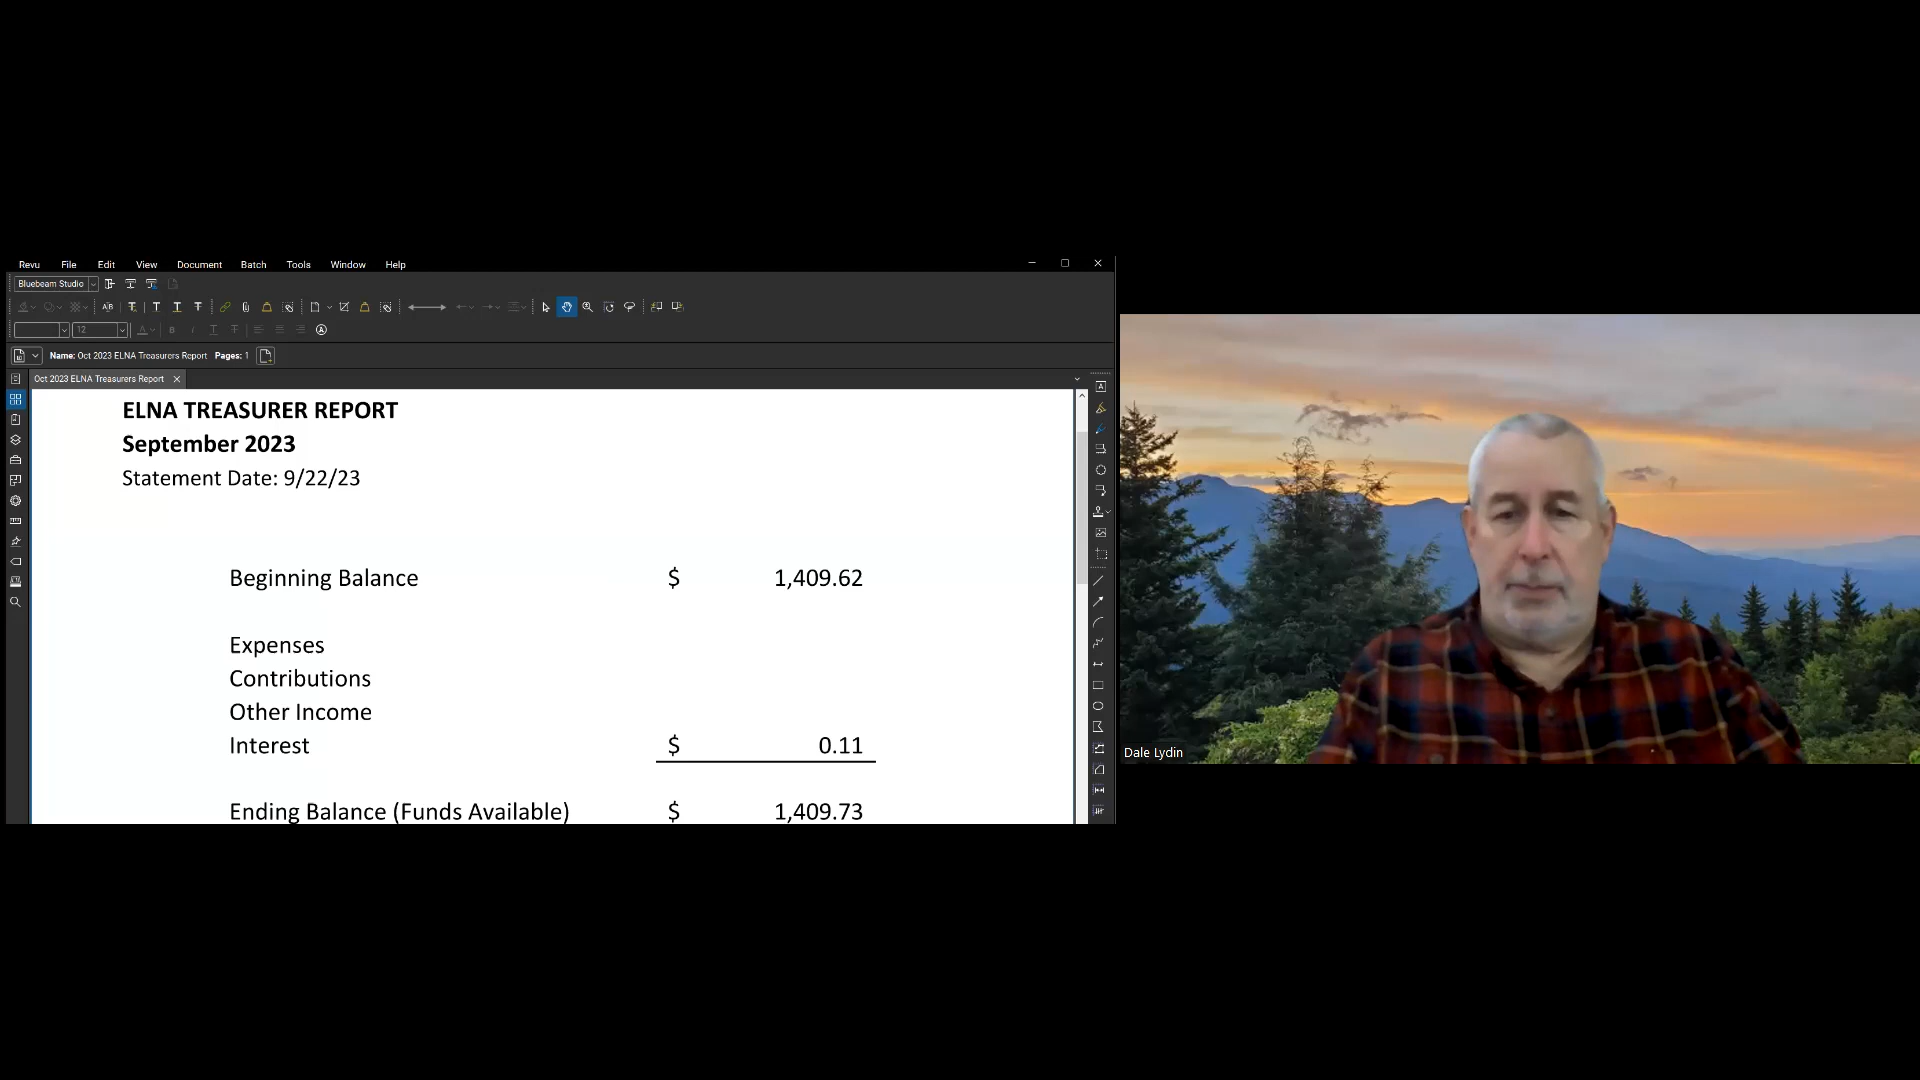 Revu File Edit View Document Batch Tools Window Help
Bluebeam Studio
12
Name: Oct 2023 ELNA Treasurers Report Pages: 1
Oct 2023 ELNA Treasurers Report
ELNA TREASURER REPORT
September 2023
Statement Date: 9/22/23
Beginning Balance $ 1,409.62
Expenses
Contributions
Other Income
Interest $ 0.11
Ending Balance (Funds Available) $ 1,409.73
Dale Lydin